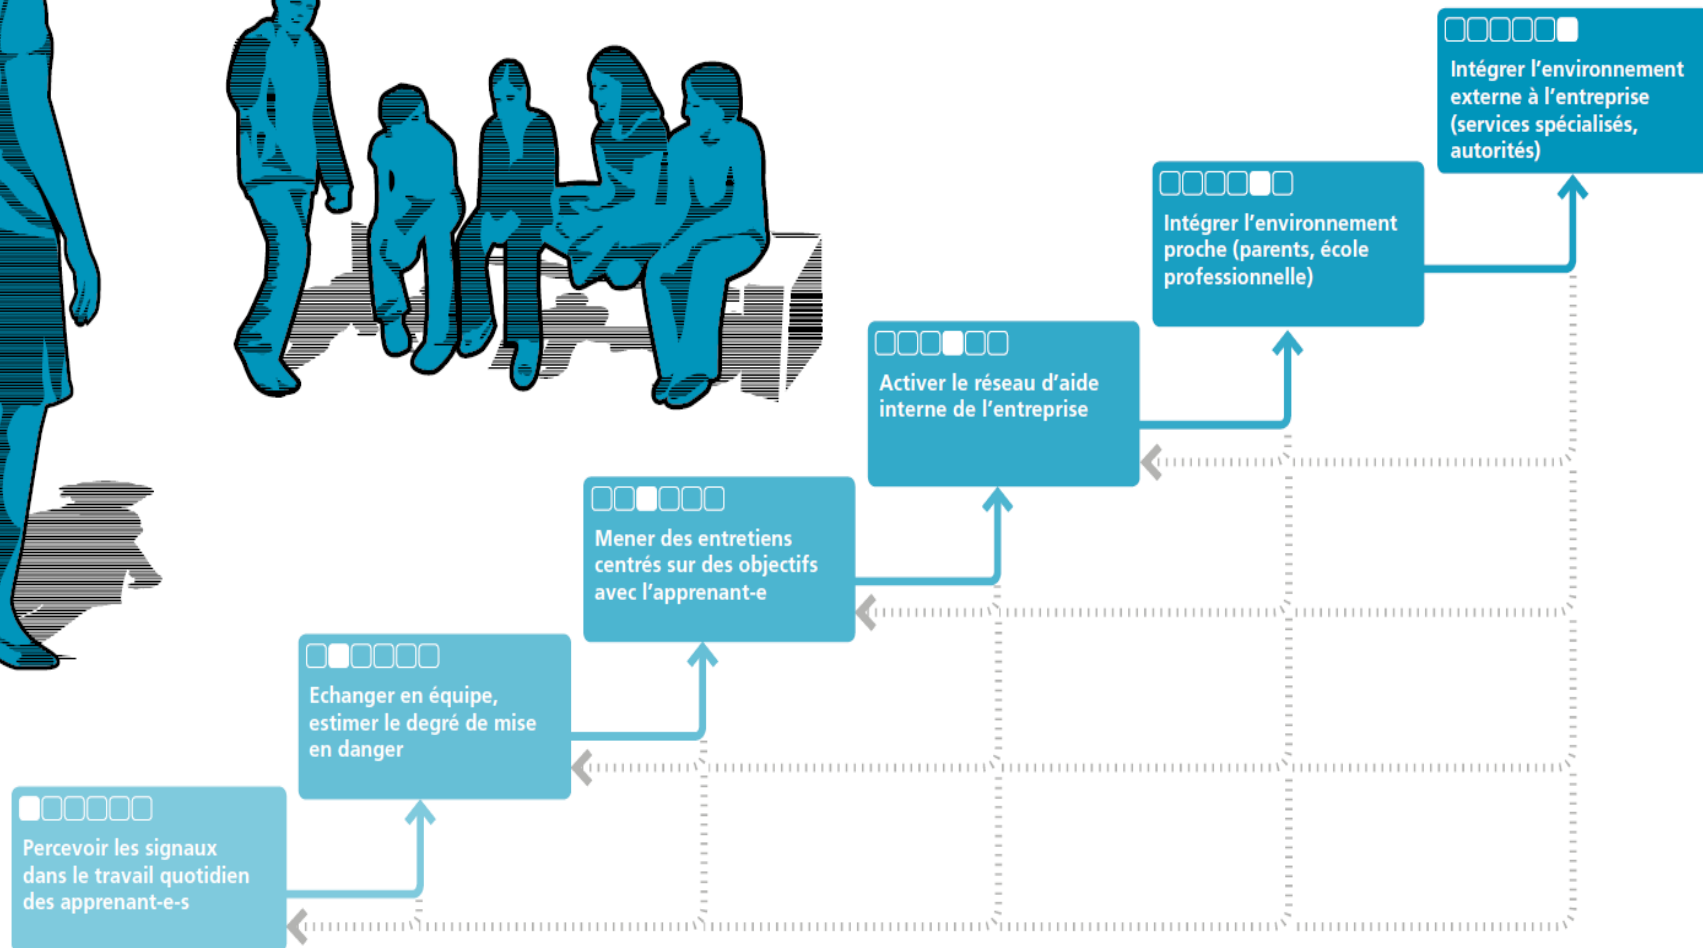 Intégrer l’environnement
externe à l’entreprise
(services spécialisés,
autorités)
Intégrer l’environnement
proche (parents, école
professionnelle)
Activer le réseau d’aide
interne de l’entreprise
Mener des entretiens
centrés sur des objectifs
avec l’apprenant-e
Echanger en équipe,
estimer le degré de mise
en danger
Percevoir les signaux
dans le travail quotidien
des apprenant-e-s